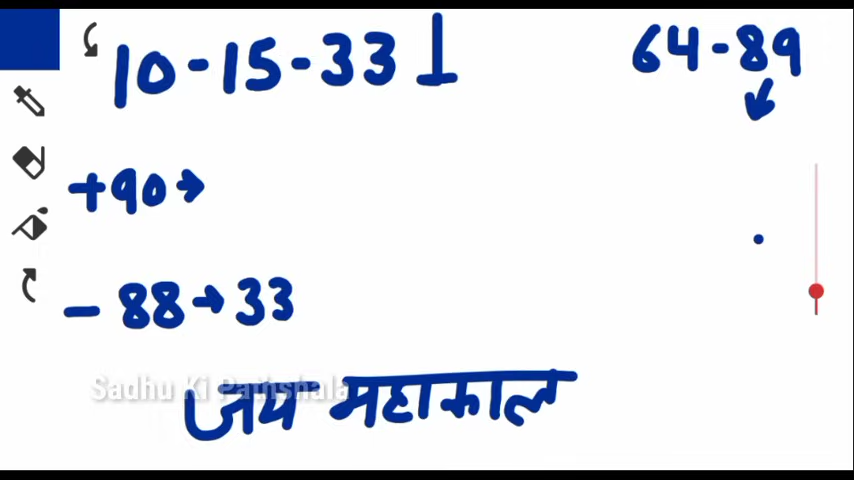 10-15-33 ⊥ 64-89
↓
+90→
- 88→33
Sadhu Ki Pathshala
जय महाकाल